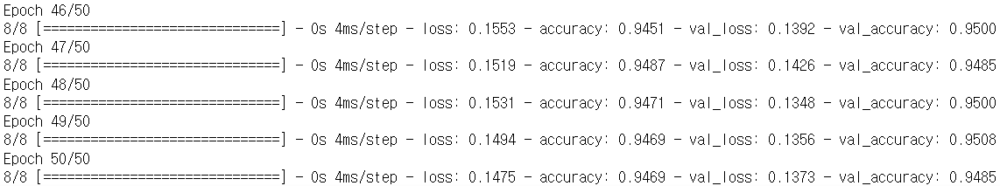 Epoch 46/50
8/8 [==============================] - 0s 4ms/step - loss: 0.1553 - accuracy: 0.9451 - val_loss: 0.1392 - val_accuracy: 0.9500
Epoch 47/50
8/8 [==============================] - 0s 4ms/step - loss: 0.1519 - accuracy: 0.9487 - val_loss: 0.1426 - val_accuracy: 0.9485
Epoch 48/50
8/8 [==============================] - 0s 4ms/step - loss: 0.1531 - accuracy: 0.9471 - val_loss: 0.1348 - val_accuracy: 0.9500
Epoch 49/50
8/8 [==============================] - 0s 4ms/step - loss: 0.1494 - accuracy: 0.9469 - val_loss: 0.1356 - val_accuracy: 0.9508
Epoch 50/50
8/8 [==============================] - 0s 4ms/step - loss: 0.1475 - accuracy: 0.9469 - val_loss: 0.1373 - val_accuracy: 0.9485